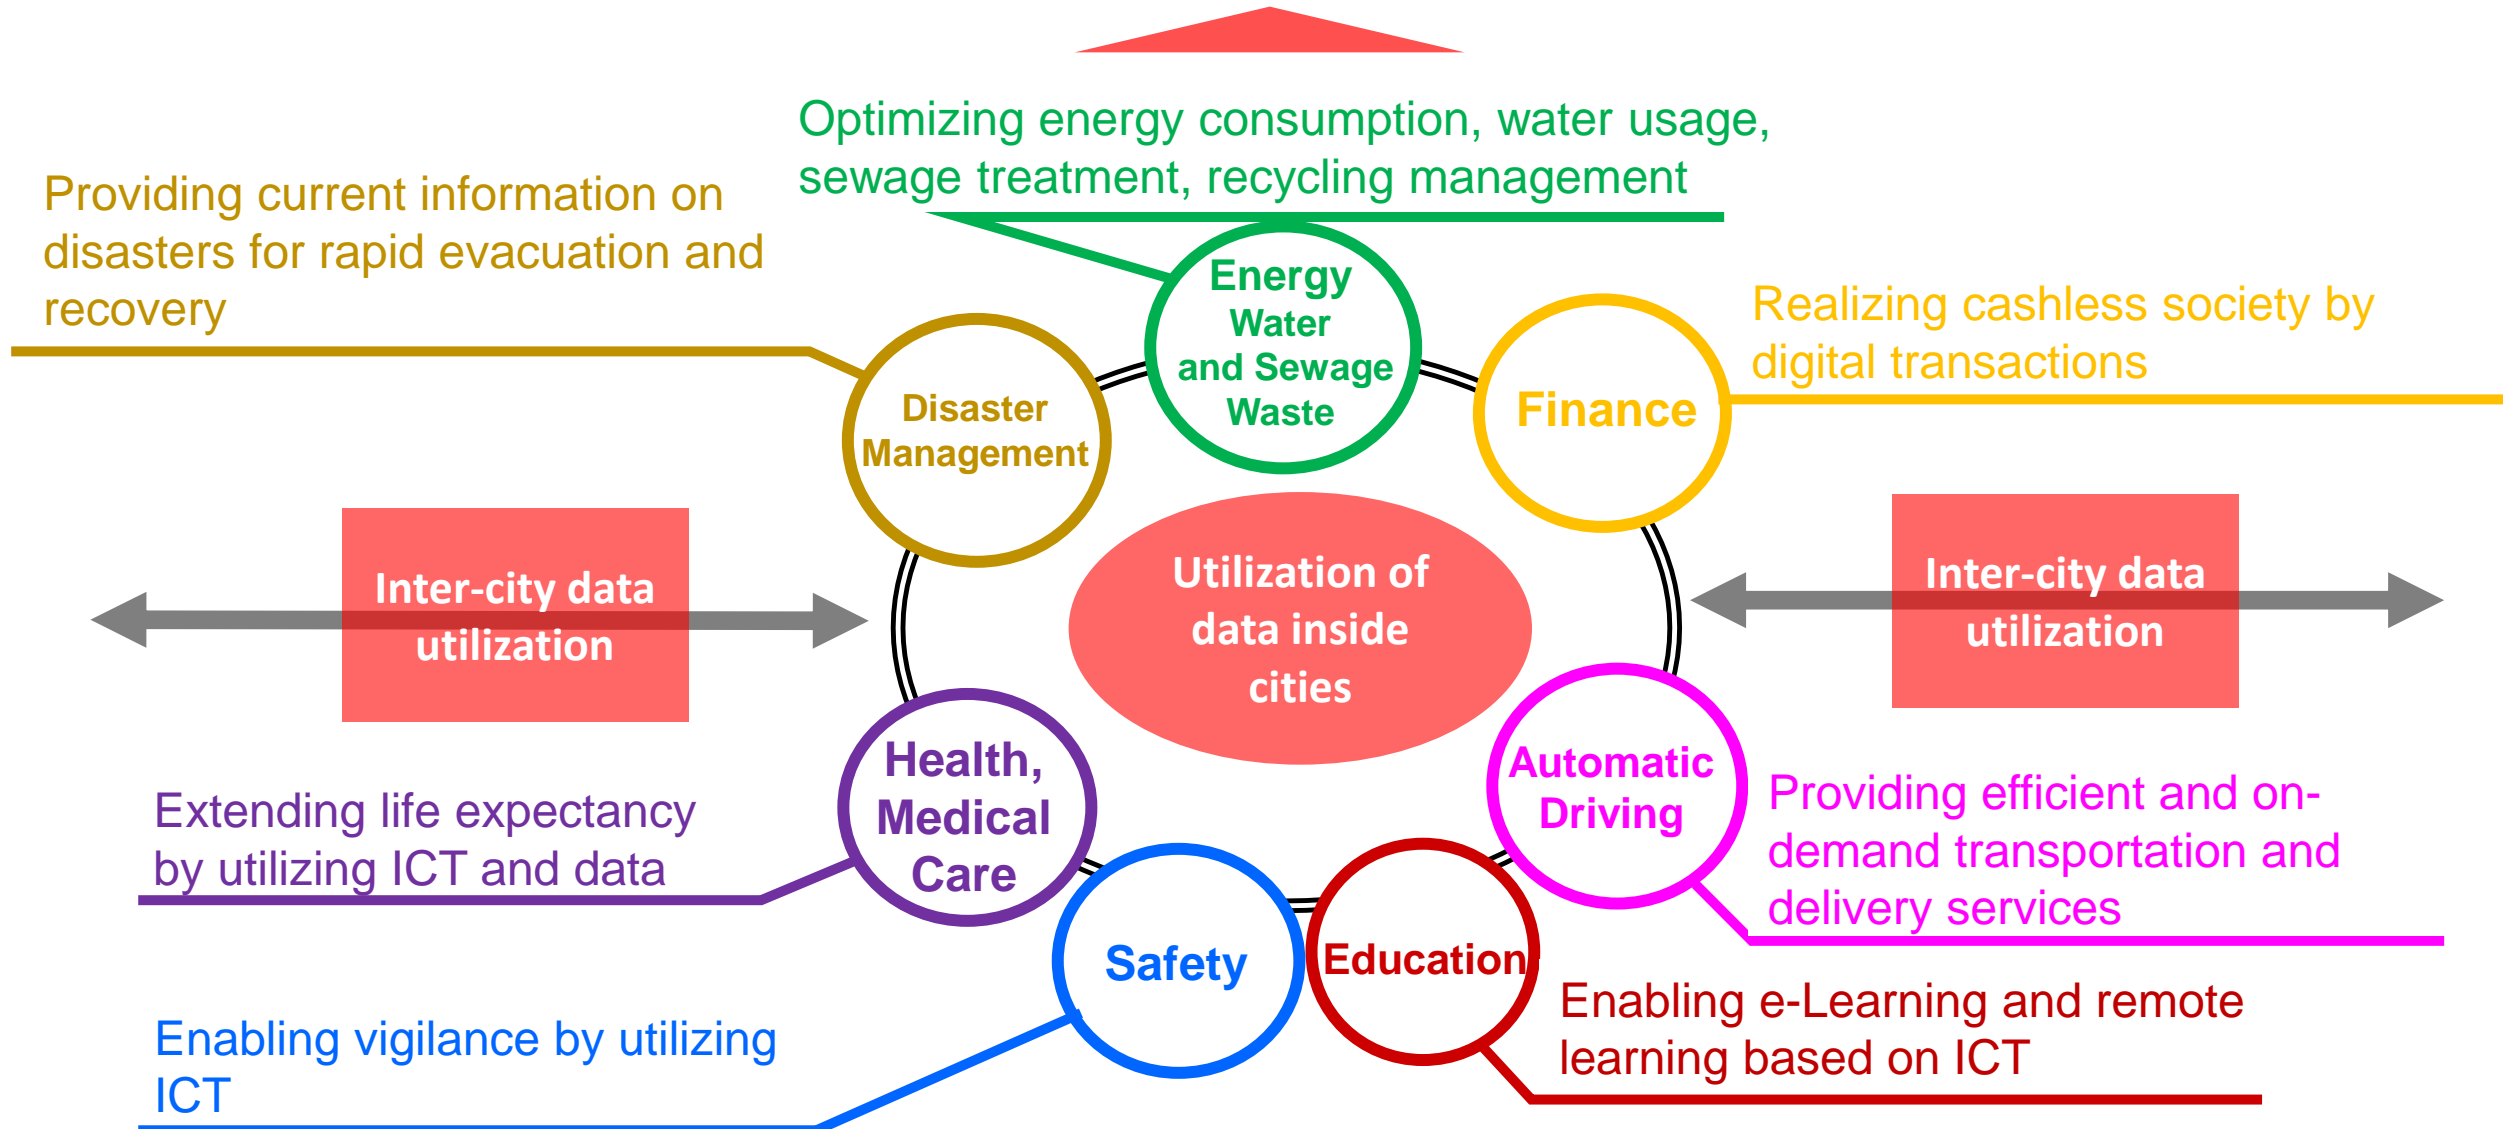 Optimizing energy consumption, water usage,
sewage treatment, recycling management
Providing current information on
disasters for rapid evacuation and
recovery
Energy
Water
and Sewage
Waste
Realizing cashless society by
digital transactions
Disaster
Management
Finance
Inter-city data
utilization
Utilization of
data inside
cities
Inter-city data
utilization
Health,
Medical
Care
Automatic
Driving
Extending life expectancy
by utilizing ICT and data
Providing efficient and on-
demand transportation and
delivery services
Safety
Education
Enabling vigilance by utilizing
ICT
Enabling e-Learning and remote
learning based on ICT